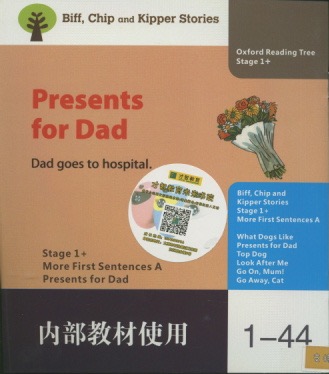 Biff, Chip and Kipper Stories
Oxford Reading Tree
Stage 1+
Presents
for Dad
Dad goes to hospital.
Biff, Chip and
Kipper Stories
Stage 1+
More First Sentences A
What Dogs Like
Presents for Dad
Top Dog
Look After Me
Go On, Mum!
Go Away, Cat
Stage 1+
More First Sentences A
Presents for Dad
内部教材使用
1-44